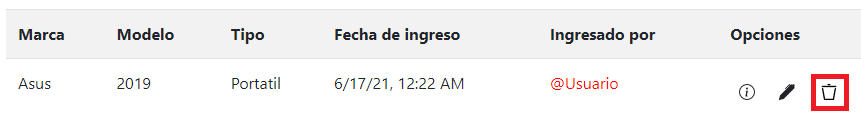 Marca Modelo Tipo Fecha de ingreso Ingresado por Opciones
Asus 2019 Portatil 6/17/21, 12:22 AM @Usuario